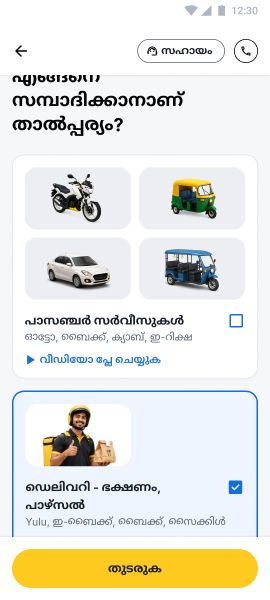 12:30
സഹായം
എങ്ങനെ
സമ്പാദിക്കാനാണ്
താൽപ്പര്യം?
പാസഞ്ചർ സർവീസുകൾ
ഓട്ടോ, ബൈക്ക്, ക്യാബ്, ഇ-റിക്ഷ
വീഡിയോ പ്ലേ ചെയ്യുക
ഡെലിവറി - ഭക്ഷണം,
പാഴ്സൽ
Yulu, ഇ-ബൈക്ക്, ബൈക്ക്, സൈക്കിൾ
തുടരുക